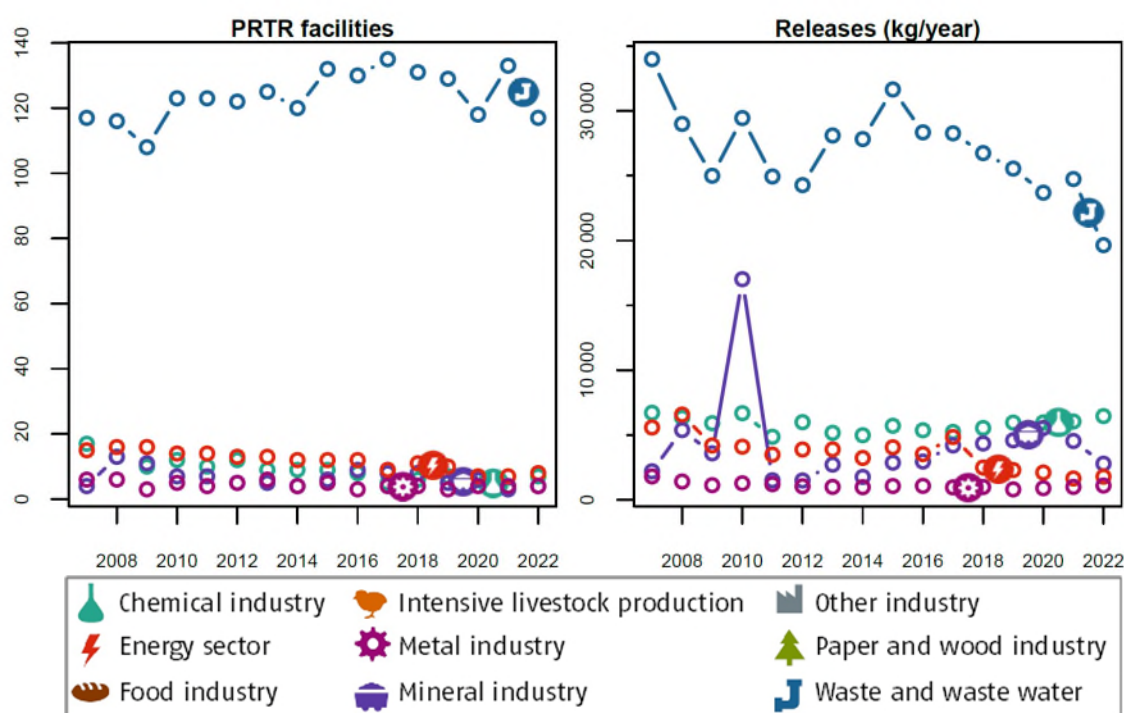 PRTR facilities
Releases (kg/year)
140
120
100
80
60
40
20
0
30 000
20 000
10 000
0
2008 2010 2012 2014 2016 2018 2020 2022
2008 2010 2012 2014 2016 2018 2020 2022
Chemical industry
Intensive livestock production
Other industry
Energy sector
Metal industry
Paper and wood industry
Food industry
Mineral industry
Waste and waste water